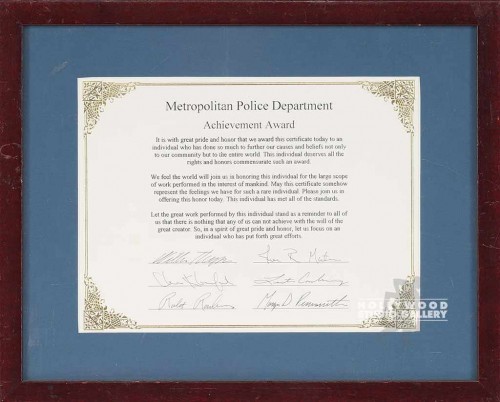 Metropolitan Police Department
Achievement Award
It is with great pride and honor that we award this certificate today to an
individual who has done so much to further our causes and beliefs not only
to our community but to the entire world. This individual deserves all the
rights and honors commensurate such an award.
We feel the world will join us in honoring this individual for the large scope
of work performed in the interest of mankind. May this certificate somehow
represent the feelings we have for such a rare individual. Please join us in
offering this honor today. This individual has met all of the standards.
Let the great work performed by this individual stand as a reminder to all of
us that there is nothing that any of us can not achieve with the will of the
great creator. So, in a spirit of great pride and honor, let us focus on an
individual who has put forth great efforts.
HOLLYWOOD
PHOTO GALLERY